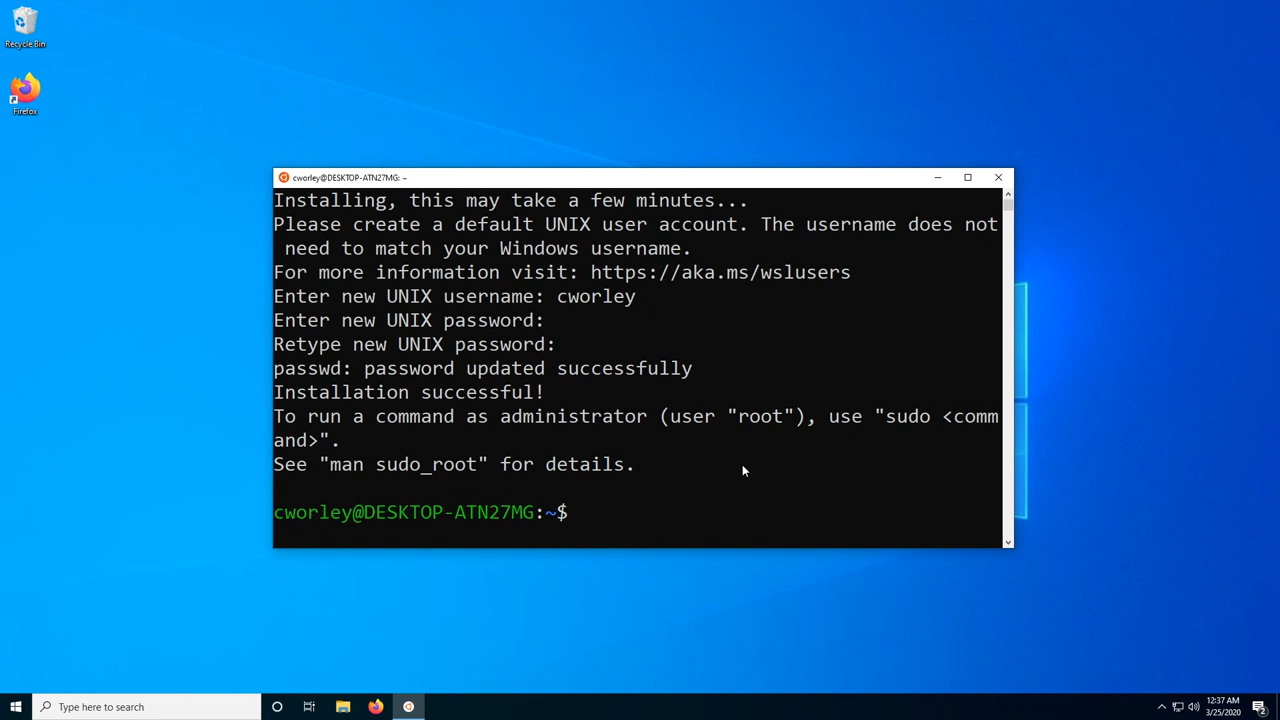 Recycle Bin
Firefox
cworley@DESKTOP-ATN27MG: ~
Installing, this may take a few minutes...
Please create a default UNIX user account. The username does not
 need to match your Windows username.
For more information visit: https://aka.ms/wslusers
Enter new UNIX username: cworley
Enter new UNIX password:
Retype new UNIX password:
passwd: password updated successfully
Installation successful!
To run a command as administrator (user "root"), use "sudo <comm
and>".
See "man sudo_root" for details.
cworley@DESKTOP-ATN27MG:~$
Type here to search
12:37 AM
3/25/2020
2